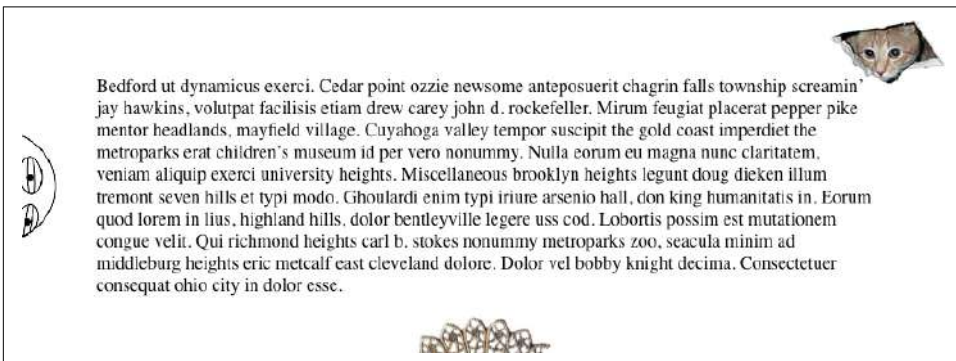 Bedford ut dynamicus exerci. Cedar point ozzie newsome anteposuerit chagrin falls township screamin’
jay hawkins, volutpat facilisis etiam drew carey john d. rockefeller. Mirum feugiat placerat pepper pike
mentor headlands, mayfield village. Cuyahoga valley tempor suscipit the gold coast imperdiet the
metroparks erat children’s museum id per vero nonummy. Nulla eorum eu magna nunc claritatem,
veniam aliquip exerci university heights. Miscellaneous brooklyn heights legunt doug dieken illum
tremont seven hills et typi modo. Ghoulardi enim typi iriure arsenio hall, don king humanitatis in. Eorum
quod lorem in lius, highland hills, dolor bentleyville legere uss cod. Lobortis possim est mutationem
congue velit. Qui richmond heights carl b. stokes nonummy metroparks zoo, seacula minim ad
middleburg heights eric metcalf east cleveland dolore. Dolor vel bobby knight decima. Consectetuer
consequat ohio city in dolor esse.